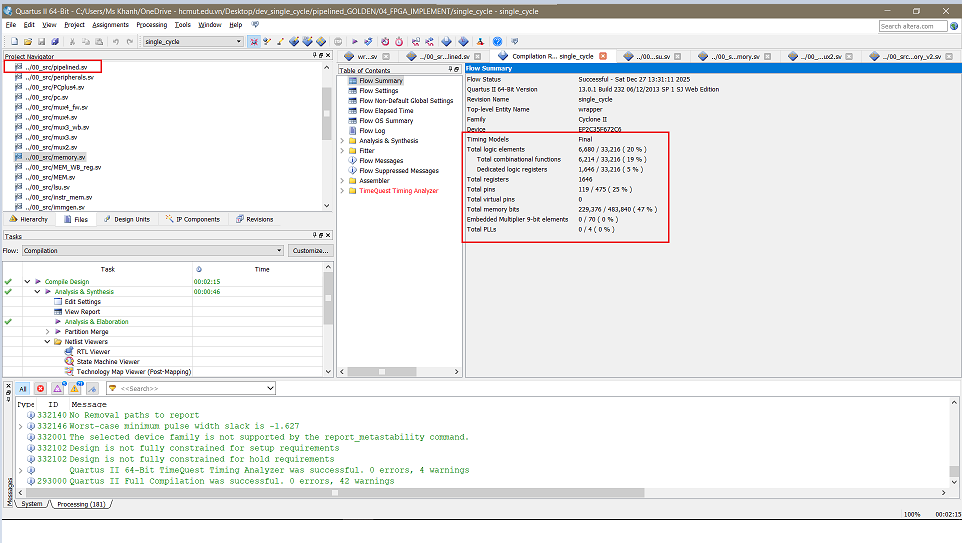 Quartus II 64-Bit - C:/Users/Ms Khanh/OneDrive - hcmut.edu.vn/Desktop/dev_single_cycle/pipelined_GOLDEN/04_FPGA_IMPLEMENT/single_cycle - single_cycle
File Edit View Project Assignments Processing Tools Window Help
Search altera.com
single_cycle
Project Navigator
../00_src/pipelined.sv
../00_src/peripherals.sv
../00_src/PCplus4.sv
../00_src/pc.sv
../00_src/mux4_fw.sv
../00_src/mux4.sv
../00_src/mux3_wb.sv
../00_src/mux3.sv
../00_src/mux2.sv
../00_src/memory.sv
../00_src/MEM_WB_reg.sv
../00_src/MEM.sv
../00_src/lsu.sv
../00_src/instr_mem.sv
../00_src/immgen.sv
Hierarchy Files Design Units IP Components Revisions
Tasks
Flow: Compilation Customize...
Task Time
Compile Design 00:02:15
Analysis & Synthesis 00:00:46
Edit Settings
View Report
Analysis & Elaboration
Partition Merge
Netlist Viewers
RTL Viewer
State Machine Viewer
Technology Map Viewer (Post-Mapping)
wr...sv ../00...lined.sv Compilation R... single_cycle ../00...su.sv ../00_s...mory.sv ../00_...ux2.sv ../00_src...ory_v2.sv
Table of Contents
Flow Summary
Flow Settings
Flow Non-Default Global Settings
Flow Elapsed Time
Flow OS Summary
Flow Log
Analysis & Synthesis
Fitter
Flow Messages
Flow Suppressed Messages
Assembler
TimeQuest Timing Analyzer
Flow Summary
Flow Status Successful - Sat Dec 27 13:31:11 2025
Quartus II 64-Bit Version 13.0.1 Build 232 06/12/2013 SP 1 SJ Web Edition
Revision Name single_cycle
Top-level Entity Name wrapper
Family Cyclone II
Device EP2C35F672C6
Timing Models Final
Total logic elements 6,680 / 33,216 ( 20 % )
Total combinational functions 6,214 / 33,216 ( 19 % )
Dedicated logic registers 1,646 / 33,216 ( 5 % )
Total registers 1646
Total pins 119 / 475 ( 25 % )
Total virtual pins 0
Total memory bits 229,376 / 483,840 ( 47 % )
Embedded Multiplier 9-bit elements 0 / 70 ( 0 % )
Total PLLs 0 / 4 ( 0 % )
All <<Search>>
Type ID Message
332140 No Removal paths to report
332146 Worst-case minimum pulse width slack is -1.627
332001 The selected device family is not supported by the report_metastability command.
332102 Design is not fully constrained for setup requirements
332102 Design is not fully constrained for hold requirements
Quartus II 64-Bit TimeQuest Timing Analyzer was successful. 0 errors, 4 warnings
293000 Quartus II Full Compilation was successful. 0 errors, 42 warnings
Messages
System Processing (181)
100% 00:02:15